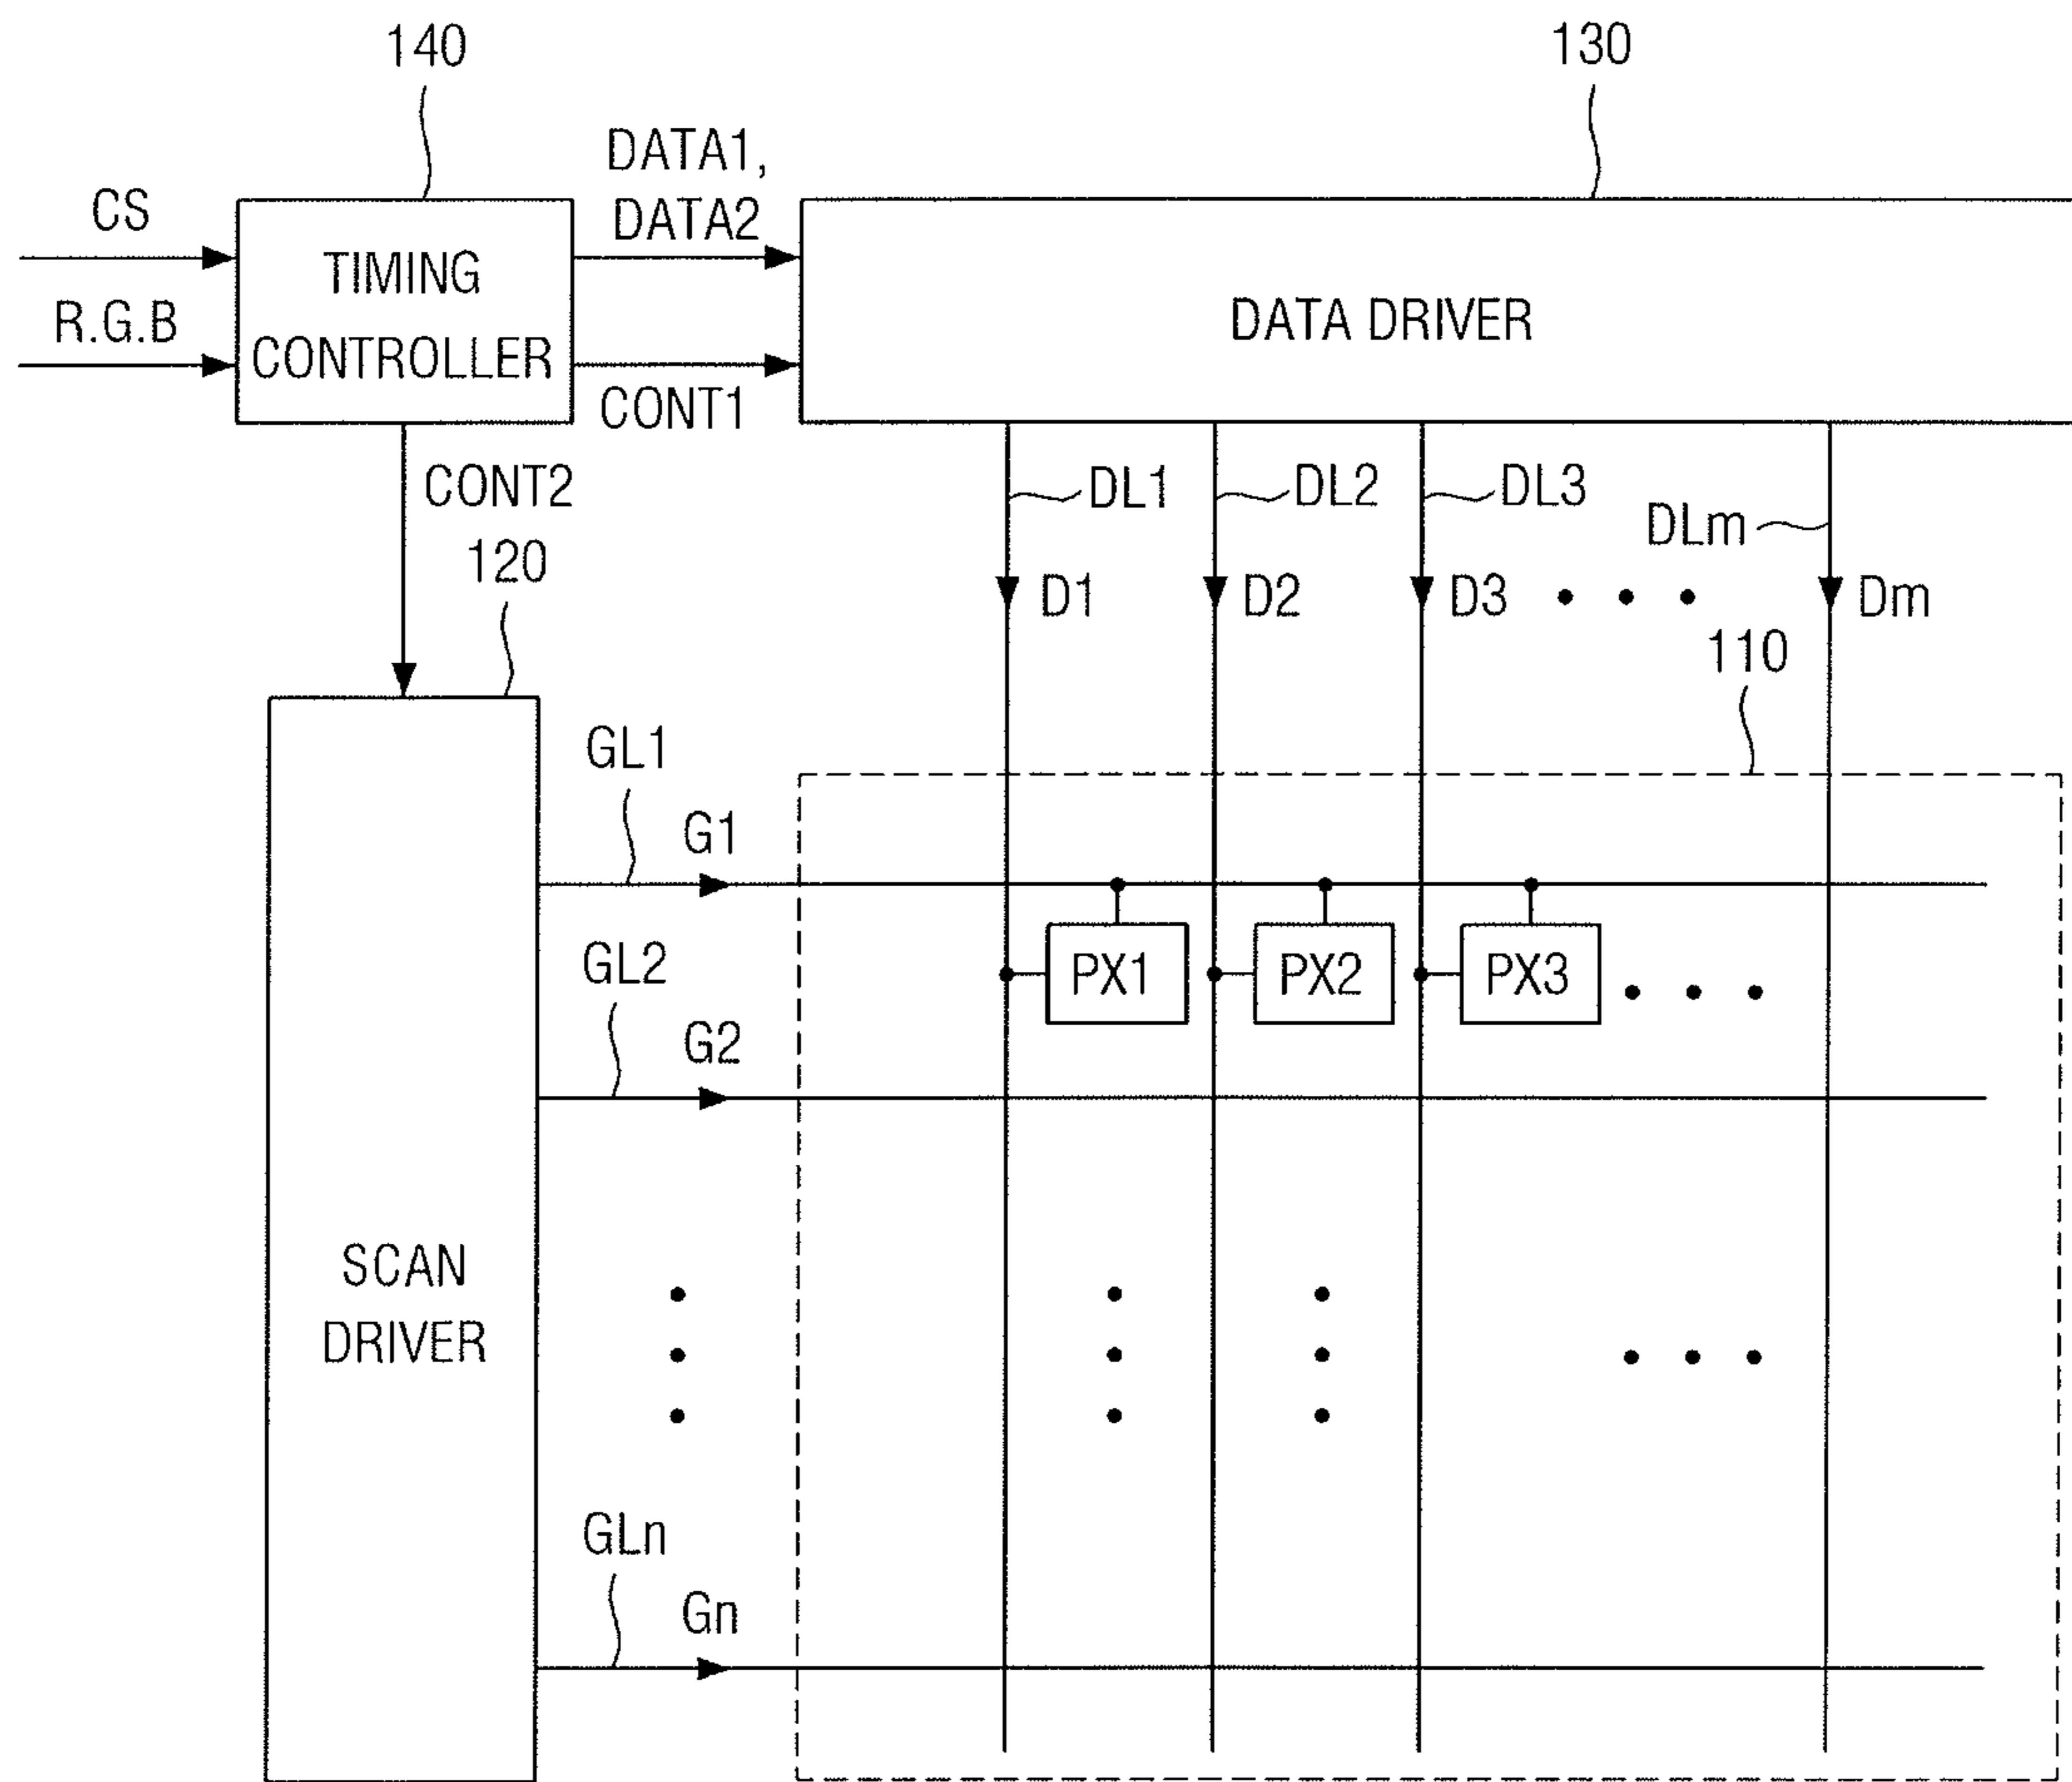 140
130
DATA1,
DATA2
CS
TIMING
CONTROLLER
R.G.B
DATA DRIVER
CONT1
CONT2
DL1
DL2
DL3
DLm
120
D1
D2
D3
Dm
110
GL1
G1
PX1
PX2
PX3
GL2
G2
SCAN
DRIVER
GLn
Gn